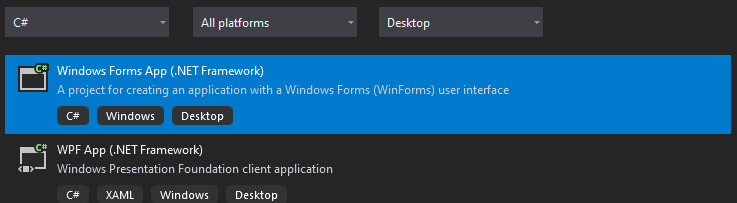 C# All platforms Desktop
C#
Windows Forms App (.NET Framework)
A project for creating an application with a Windows Forms (WinForms) user interface
C# Windows Desktop
C#
WPF App (.NET Framework)
Windows Presentation Foundation client application
C# XAML Windows Desktop